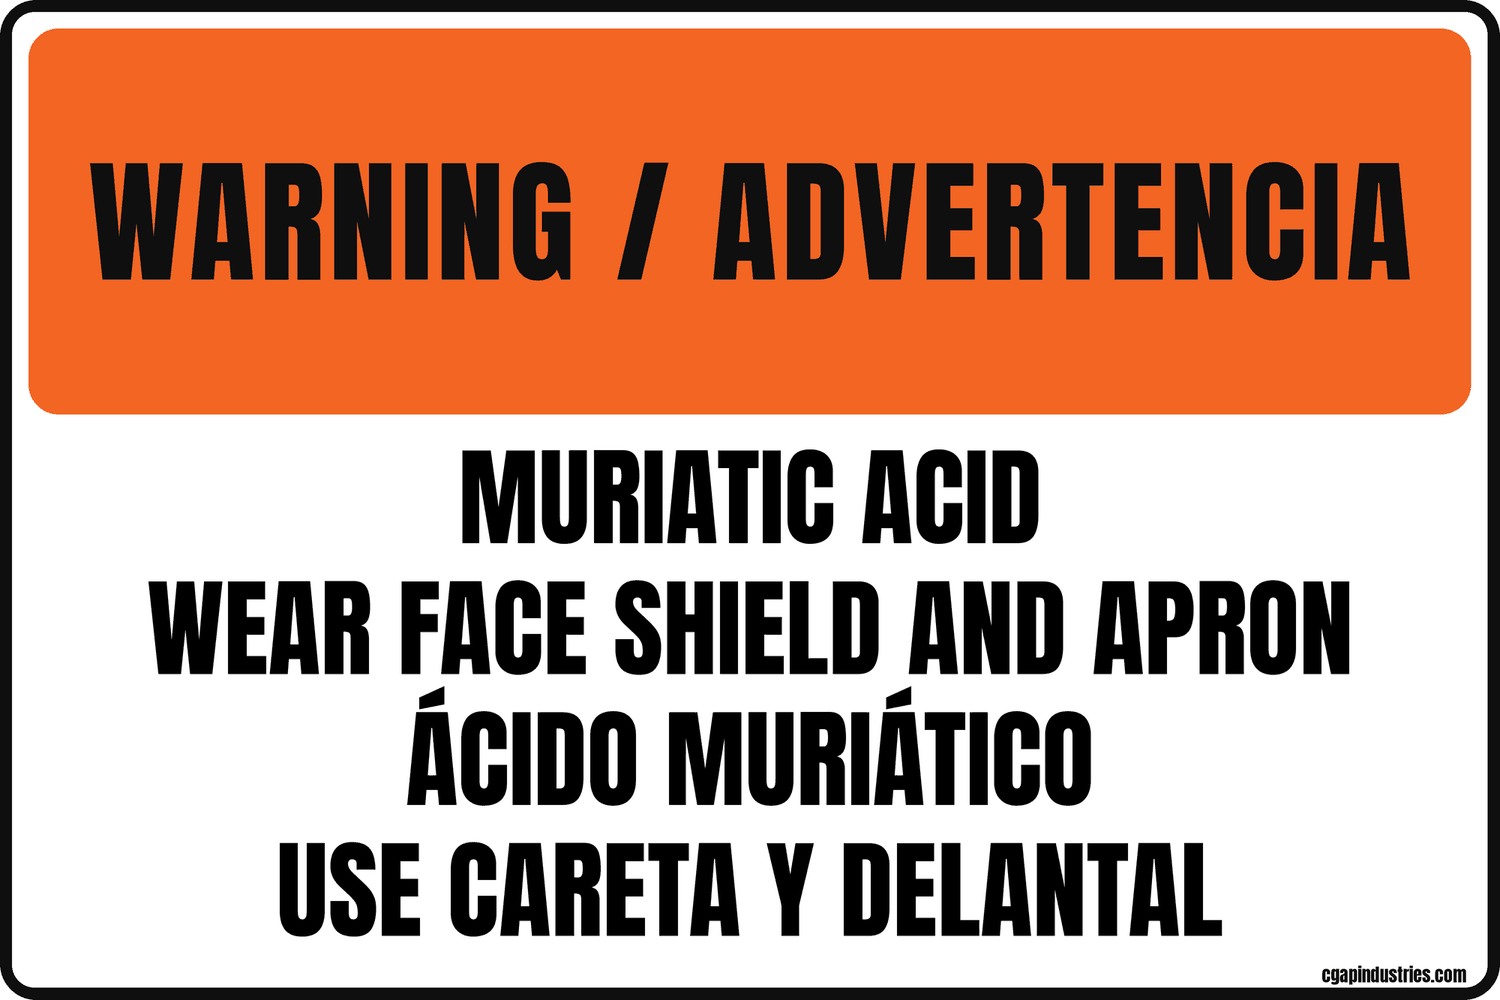 WARNING / ADVERTENCIA
MURIATIC ACID
WEAR FACE SHIELD AND APRON
ÁCIDO MURIÁTICO
USE CARETA Y DELANTAL
cgapindustries.com